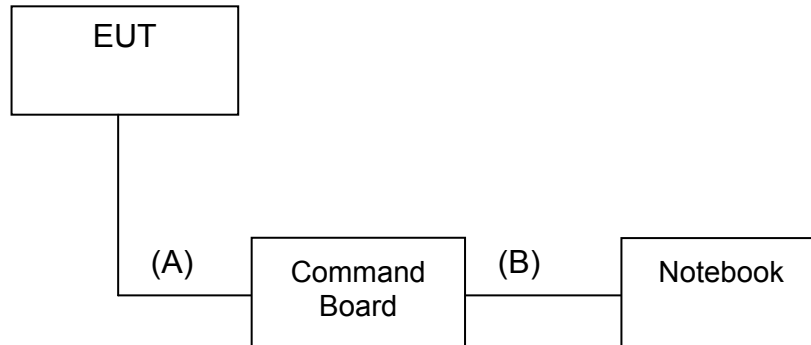 EUT
(A)
Command
Board
(B)
Notebook